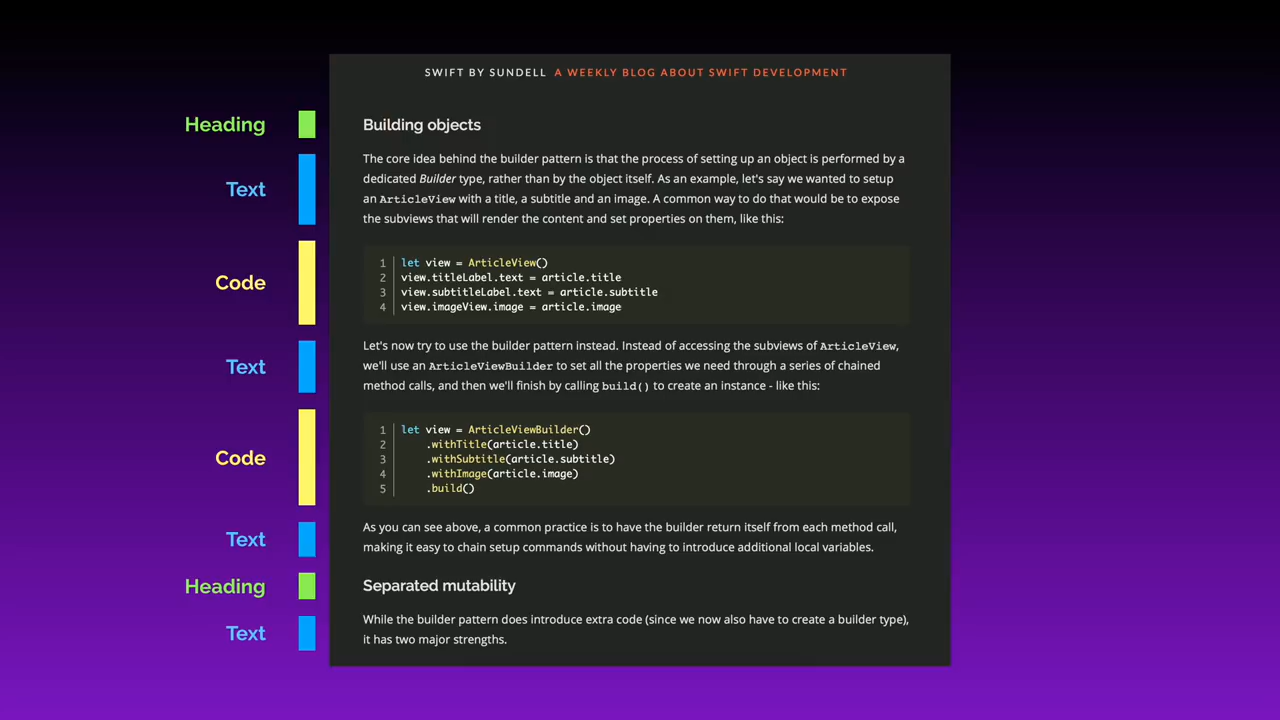 SWIFT BY SUNDELL A WEEKLY BLOG ABOUT SWIFT DEVELOPMENT
Heading
Building objects
Text
The core idea behind the builder pattern is that the process of setting up an object is performed by a
dedicated Builder type, rather than by the object itself. As an example, let's say we wanted to setup
an ArticleView with a title, a subtitle and an image. A common way to do that would be to expose
the subviews that will render the content and set properties on them, like this:
Code
1 let view = ArticleView()
2 view.titleLabel.text = article.title
3 view.subtitleLabel.text = article.subtitle
4 view.imageView.image = article.image
Text
Let's now try to use the builder pattern instead. Instead of accessing the subviews of ArticleView,
we'll use an ArticleViewBuilder to set all the properties we need through a series of chained
method calls, and then we'll finish by calling build() to create an instance - like this:
Code
1 let view = ArticleViewBuilder()
2 .withTitle(article.title)
3 .withSubtitle(article.subtitle)
4 .withImage(article.image)
5 .build()
Text
As you can see above, a common practice is to have the builder return itself from each method call,
making it easy to chain setup commands without having to introduce additional local variables.
Heading
Separated mutability
Text
While the builder pattern does introduce extra code (since we now also have to create a builder type),
it has two major strengths.